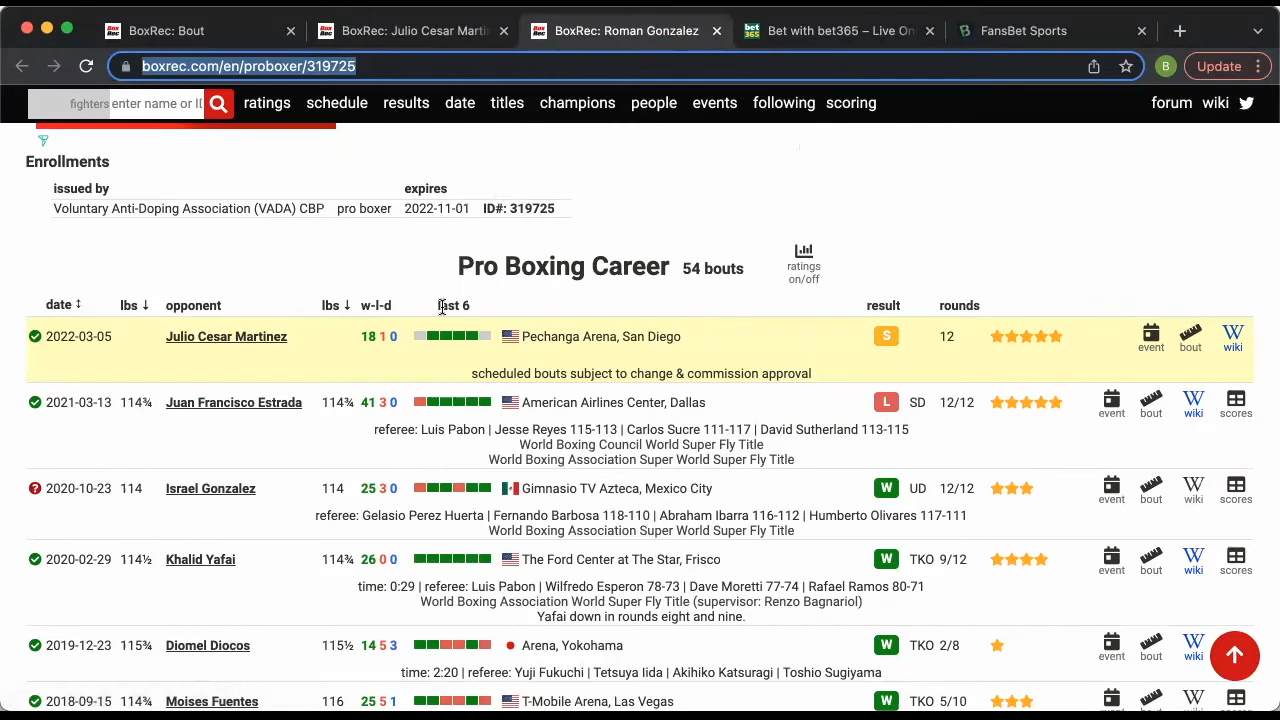 BoxRec: Bout
BoxRec: Julio Cesar Martin
BoxRec: Roman Gonzalez
Bet with bet365 – Live On
FansBet Sports
boxrec.com/en/proboxer/319725
B
Update
fighters enter name or I
ratings schedule results date titles champions people events following scoring forum wiki
Enrollments
issued by expires
Voluntary Anti-Doping Association (VADA) CBP pro boxer 2022-11-01 ID#: 319725
Pro Boxing Career 54 bouts
ratings
on/off
date lbs ↓ opponent lbs ↓ w-l-d last 6 result rounds
2022-03-05 Julio Cesar Martinez 18 1 0 Pechanga Arena, San Diego S 12
event bout wiki
scheduled bouts subject to change & commission approval
2021-03-13 114¾ Juan Francisco Estrada 114¾ 41 3 0 American Airlines Center, Dallas L SD 12/12
event bout wiki scores
referee: Luis Pabon | Jesse Reyes 115-113 | Carlos Sucre 111-117 | David Sutherland 113-115
World Boxing Council World Super Fly Title
World Boxing Association Super World Super Fly Title
2020-10-23 114 Israel Gonzalez 114 25 3 0 Gimnasio TV Azteca, Mexico City W UD 12/12
event bout wiki scores
referee: Gelasio Perez Huerta | Fernando Barbosa 118-110 | Abraham Ibarra 116-112 | Humberto Olivares 117-111
World Boxing Association Super World Super Fly Title
2020-02-29 114½ Khalid Yafai 114¾ 26 0 0 The Ford Center at The Star, Frisco W TKO 9/12
event bout wiki scores
time: 0:29 | referee: Luis Pabon | Wilfredo Esperon 78-73 | Dave Moretti 77-74 | Rafael Ramos 80-71
World Boxing Association World Super Fly Title (supervisor: Renzo Bagnariol)
Yafai down in rounds eight and nine.
2019-12-23 115¾ Diomel Diocos 115½ 14 5 3 Arena, Yokohama W TKO 2/8
event bout wiki
time: 2:20 | referee: Yuji Fukuchi | Tetsuya Iida | Akihiko Katsuragi | Toshio Sugiyama
2018-09-15 114¾ Moises Fuentes 116 25 5 1 T-Mobile Arena, Las Vegas W TKO 5/10